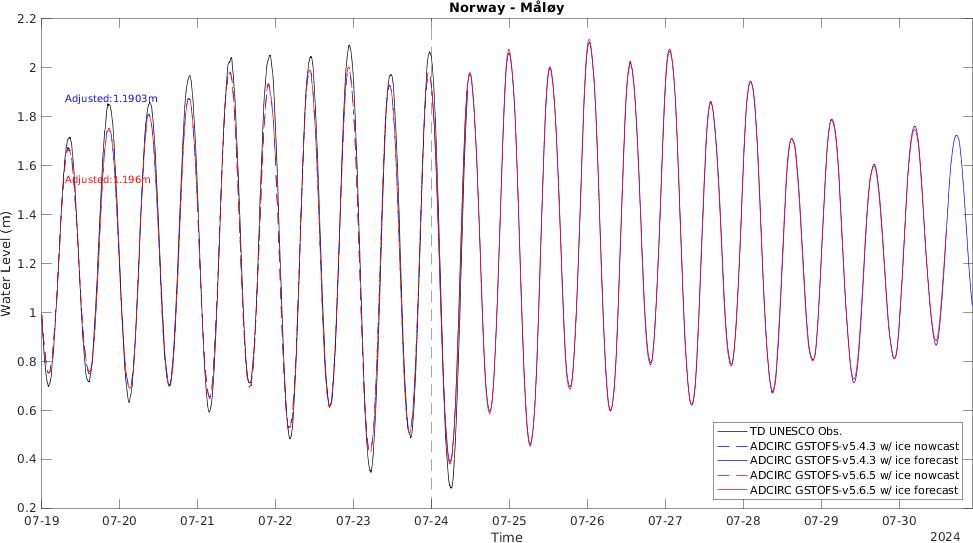 Norway - Måløy
2.2
2
1.8
1.6
1.4
1.2
1
0.8
0.6
0.4
0.2
Water Level (m)
Adjusted:1.1903m
Adjusted:1.196m
TD UNESCO Obs.
ADCIRC GSTOFS-v5.4.3 w/ ice nowcast
ADCIRC GSTOFS-v5.4.3 w/ ice forecast
ADCIRC GSTOFS-v5.6.5 w/ ice nowcast
ADCIRC GSTOFS-v5.6.5 w/ ice forecast
07-19 07-20 07-21 07-22 07-23 07-24 07-25 07-26 07-27 07-28 07-29 07-30
Time
2024